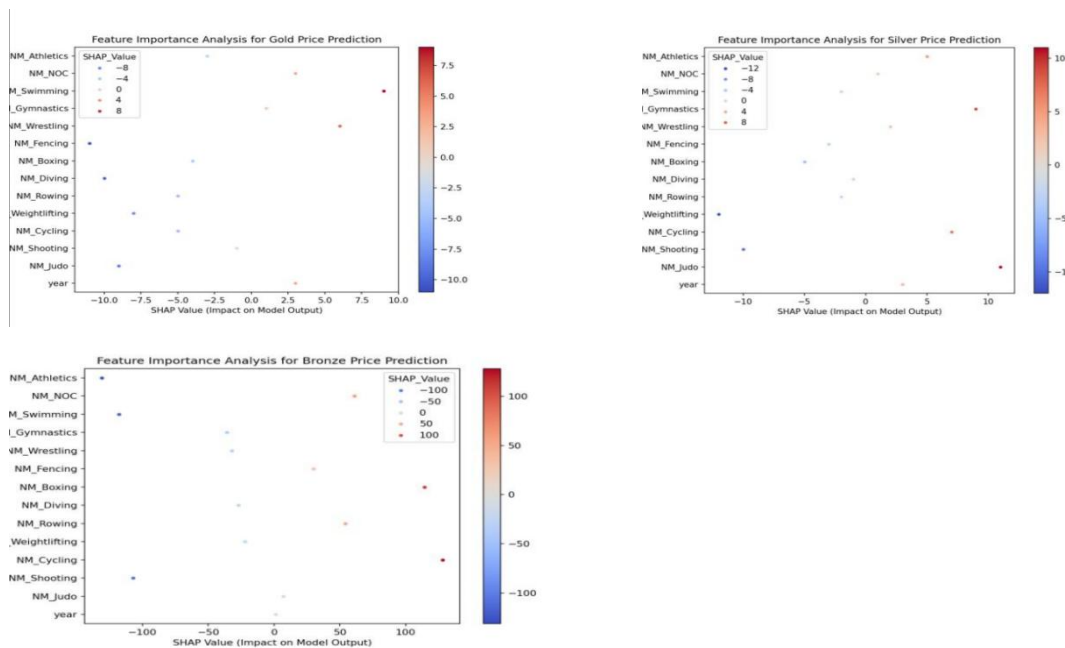 Feature Importance Analysis for Gold Price Prediction
NM_Athletics
NM_NOC
M_Swimming
_Gymnastics
NM_Wrestling
NM_Fencing
NM_Boxing
NM_Diving
NM_Rowing
_Weightlifting
NM_Cycling
NM_Shooting
NM_Judo
year
SHAP_Value
−8
−4
0
4
8
−10.0 −7.5 −5.0 −2.5 0.0 2.5 5.0 7.5 10.0
SHAP Value (Impact on Model Output)
7.5
5.0
2.5
0.0
−2.5
−5.0
−7.5
−10.0
Feature Importance Analysis for Silver Price Prediction
NM_Athletics
NM_NOC
M_Swimming
_Gymnastics
NM_Wrestling
NM_Fencing
NM_Boxing
NM_Diving
NM_Rowing
_Weightlifting
NM_Cycling
NM_Shooting
NM_Judo
year
SHAP_Value
−12
−8
−4
0
4
8
−10 −5 0 5 10
SHAP Value (Impact on Model Output)
10
5
0
−5
−1
Feature Importance Analysis for Bronze Price Prediction
NM_Athletics
NM_NOC
M_Swimming
_Gymnastics
NM_Wrestling
NM_Fencing
NM_Boxing
NM_Diving
NM_Rowing
_Weightlifting
NM_Cycling
NM_Shooting
NM_Judo
year
SHAP_Value
−100
−50
0
50
100
−100 −50 0 50 100
SHAP Value (Impact on Model Output)
100
50
0
−50
−100